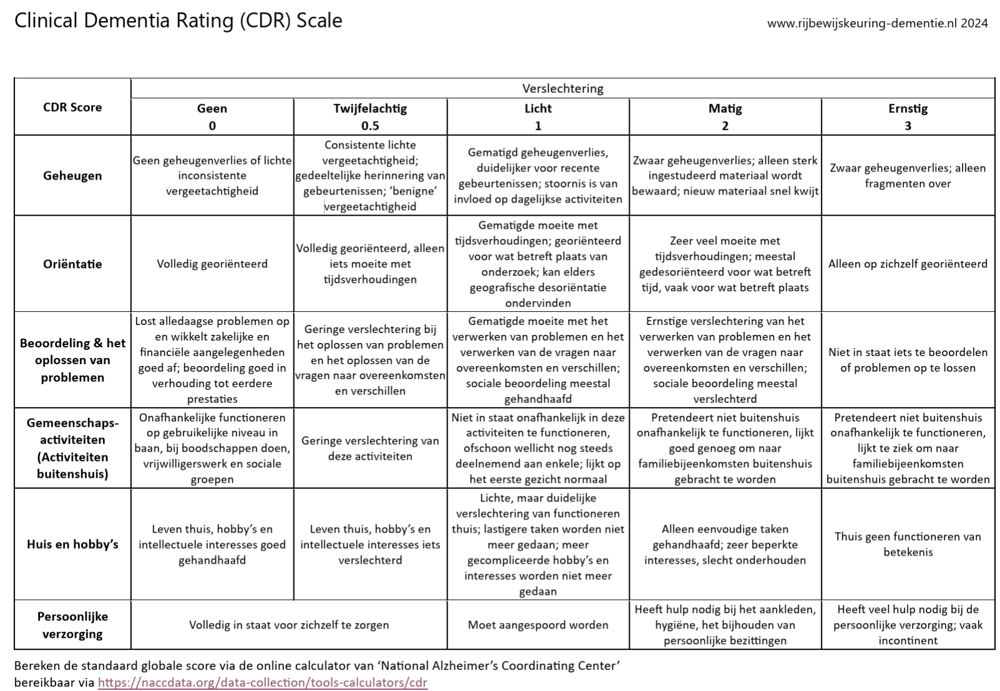 Clinical Dementia Rating (CDR) Scale
www.rijbewijskeuring-dementie.nl 2024
CDR Score
Verslechtering
Geen
0
Twijfelachtig
0.5
Licht
1
Matig
2
Ernstig
3
Geheugen
Geen geheugenverlies of lichte
inconsistente
vergeetachtigheid
Consistente lichte
vergeetachtigheid;
gedeeltelijke herinnering van
gebeurtenissen; ‘benigne’
vergeetachtigheid
Gematigd geheugenverlies,
duidelijker voor recente
gebeurtenissen; stoornis is van
invloed op dagelijkse activiteiten
Zwaar geheugenverlies; alleen sterk
ingestudeerd materiaal wordt
bewaard; nieuw materiaal snel kwijt
Zwaar geheugenverlies; alleen
fragmenten over
Oriëntatie
Volledig georiënteerd
Volledig georiënteerd, alleen
iets moeite met
tijdsverhoudingen
Gematigde moeite met
tijdsverhoudingen; georiënteerd
voor wat betreft plaats van
onderzoek; kan elders
geografische desoriëntatie
ondervinden
Zeer veel moeite met
tijdsverhoudingen; meestal
gedesoriënteerd voor wat betreft
tijd, vaak voor wat betreft plaats
Alleen op zichzelf georiënteerd
Beoordeling & het
oplossen van
problemen
Lost alledaagse problemen op
en wikkelt zakelijke en
financiële aangelegenheden
goed af; beoordeling goed in
verhouding tot eerdere
prestaties
Geringe verslechtering bij
het oplossen van problemen
en het oplossen van de
vragen naar overeenkomsten
en verschillen
Gematigde moeite met het
verwerken van problemen en het
verwerken van de vragen naar
overeenkomsten en verschillen;
sociale beoordeling meestal
gehandhaafd
Ernstige verslechtering van het
verwerken van problemen en het
verwerken van de vragen naar
overeenkomsten en verschillen;
sociale beoordeling meestal
verslechterd
Niet in staat iets te beoordelen
of problemen op te lossen
Gemeenschaps-
activiteiten
(Activiteiten
buitenshuis)
Onafhankelijke functioneren
op gebruikelijke niveau in
baan, bij boodschappen doen,
vrijwilligerswerk en sociale
groepen
Geringe verslechtering van
deze activiteiten
Niet in staat onafhankelijk in deze
activiteiten te functioneren,
ofschoon wellicht nog steeds
deelnemend aan enkele; lijkt op
het eerste gezicht normaal
Pretendeert niet buitenshuis
onafhankelijk te functioneren, lijkt
goed genoeg om naar
familiebijeenkomsten buitenshuis
gebracht te worden
Pretendeert niet buitenshuis
onafhankelijk te functioneren,
lijkt te ziek om naar
familiebijeenkomsten
buitenshuis gebracht te worden
Huis en hobby’s
Leven thuis, hobby’s en
intellectuele interesses goed
gehandhaafd
Leven thuis, hobby’s en
intellectuele interesses iets
verslechterd
Lichte, maar duidelijke
verslechtering van functioneren
thuis; lastigere taken worden niet
meer gedaan; meer
gecompliceerde hobby’s en
interesses worden niet meer
gedaan
Alleen eenvoudige taken
gehandhaafd; zeer beperkte
interesses, slecht onderhouden
Thuis geen functioneren van
betekenis
Persoonlijke
verzorging
Volledig in staat voor zichzelf te zorgen
Moet aangespoord worden
Heeft hulp nodig bij het aankleden,
hygiëne, het bijhouden van
persoonlijke bezittingen
Heeft veel hulp nodig bij de
persoonlijke verzorging; vaak
incontinent
Bereken de standaard globale score via de online calculator van ‘National Alzheimer’s Coordinating Center’
bereikbaar via https://naccdata.org/data-collection/tools-calculators/cdr